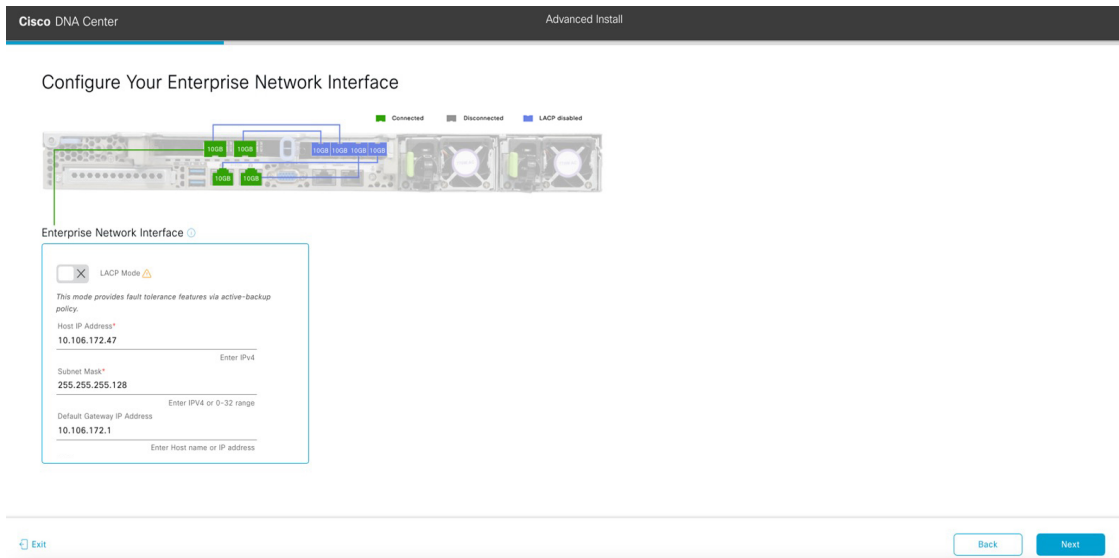 Cisco DNA Center
Advanced Install
Configure Your Enterprise Network Interface
Connected Disconnected LACP disabled
10GB 10GB 10GB 10GB 10GB 10GB
10GB 10GB
Enterprise Network Interface
LACP Mode
This mode provides fault tolerance features via active-backup
policy.
Host IP Address*
10.106.172.47
Enter IPv4
Subnet Mask*
255.255.255.128
Enter IPV4 or 0-32 range
Default Gateway IP Address
10.106.172.1
Enter Host name or IP address
Exit
Back
Next